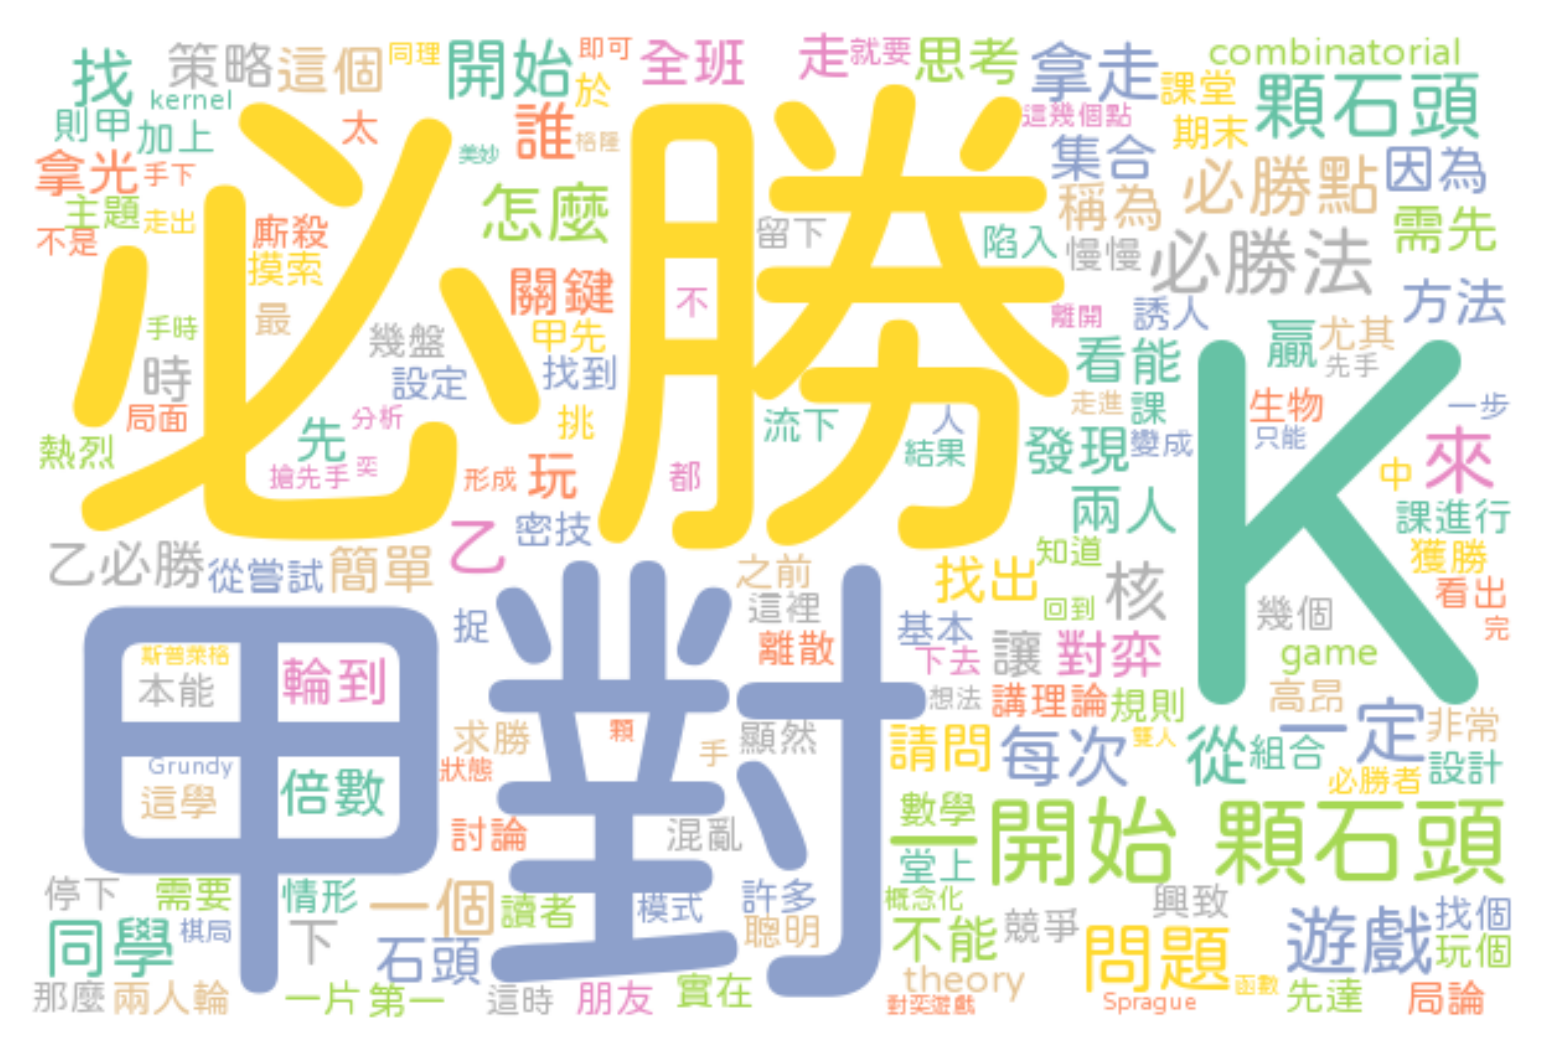 找
策略
這個
同理
開始
即可
全班
走
就要
思考
拿走
combinatorial
kernel
課堂
顆石頭
則甲
加上
太
誰
於
格隆
美妙
這幾個點
期末
集合
因為
拿光
手下
必勝
怎麼
稱為
必勝點
主題
走出
不是
廝殺
摸索
留下
陷入
慢慢
必勝法
需先
關鍵
不
離開
誘人
方法
手時
最
幾盤
甲先
贏
尤其
先手
看能
時
設定
找到
局面
分析
挑
流下
人
走進
課
生物
一步
熱烈
先
結果
發現
變成
只能
K
來
搶先手
奕
形成
玩
都
中
兩人
課進行
乙必勝
從嘗試
簡單
乙
密技
之前
找出
知道
獲勝
核
看出
捉
這裡
回到
幾個
完
甲
對
基本
斯普萊格
本能
輪到
離散
下去
讓
對弈
game
想法
講理論
規則
高昂
一定
非常
求勝
顆
手
顯然
請問
每次
雙人
從
組合
狀態
Grundy
這學
倍數
必勝者
設計
討論
混亂
數學
一
開始 顆石頭
堂上
停下
需要
情形
一個
讀者
模式
許多
概念化
興致
找個
同學
棋局
下
石頭
聰明
不能
競爭
問題
遊戲
玩個
那麼
兩人輪
一片
第一
這時
朋友
實在
theory
對奕遊戲
Sprague
函數
先達
局論